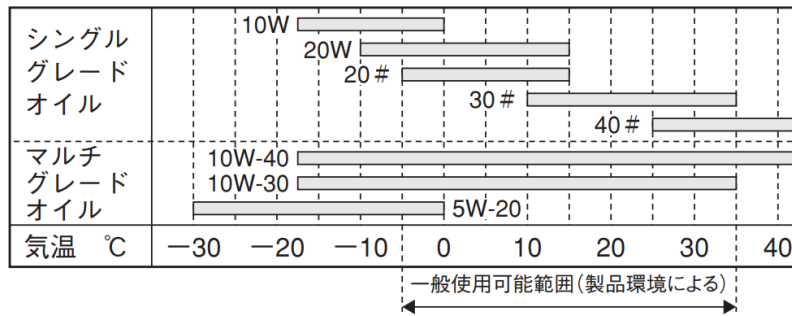 シングル
グレード
オイル
10W
20W
20#
30#
40#
マルチ
グレード
オイル
10W-40
10W-30
5W-20
気温 ℃ －30 －20 －10 0 10 20 30 40
一般使用可能範囲（製品環境による）